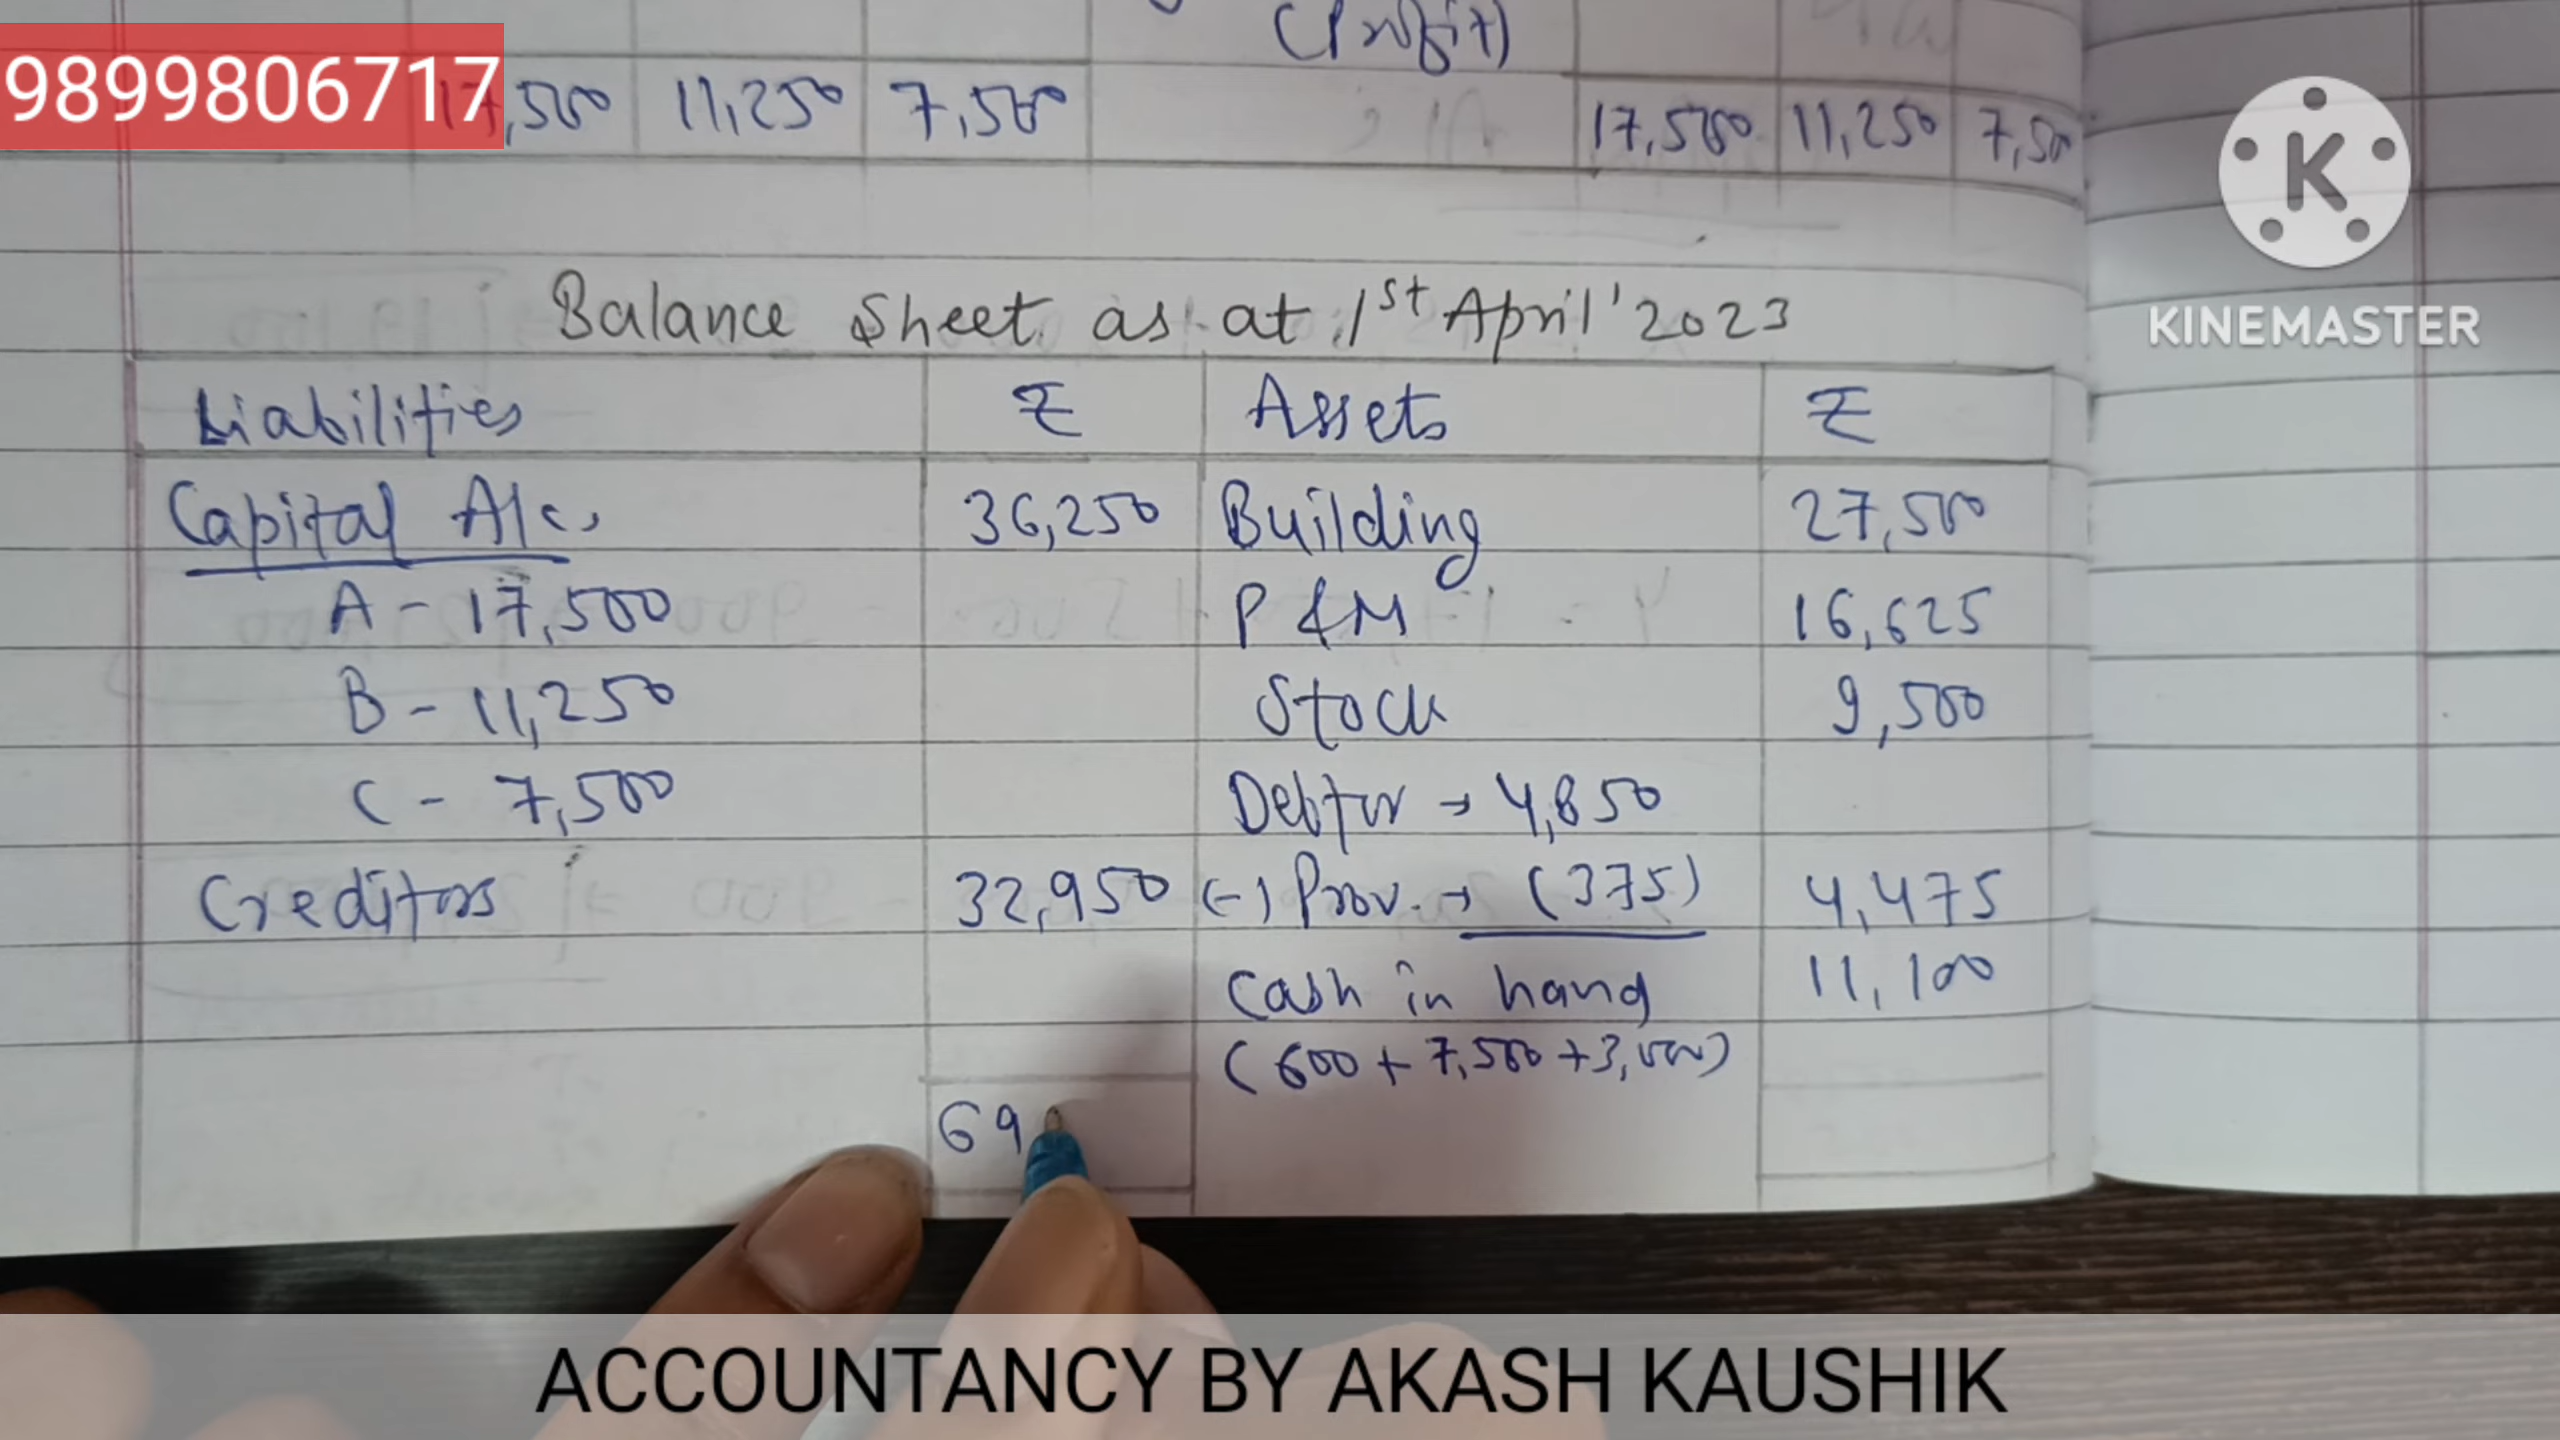 (Profit)
9899806717
17,500 11,250 7,500 17,500 11,250 7,500
KINEMASTER
Balance Sheet as at 1st April' 2023
Liabilities ₹ Assets ₹
Capital A/c. 36,250 Building 27,500
A - 17,500 P & M 16,625
B - 11,250 Stock 9,500
C - 7,500 Debtor → 4,850
Creditors 32,950 (-) Prov. → (375) 4,475
Cash in hand 11,100
(600 + 7,500 + 3,000)
69
ACCOUNTANCY BY AKASH KAUSHIK